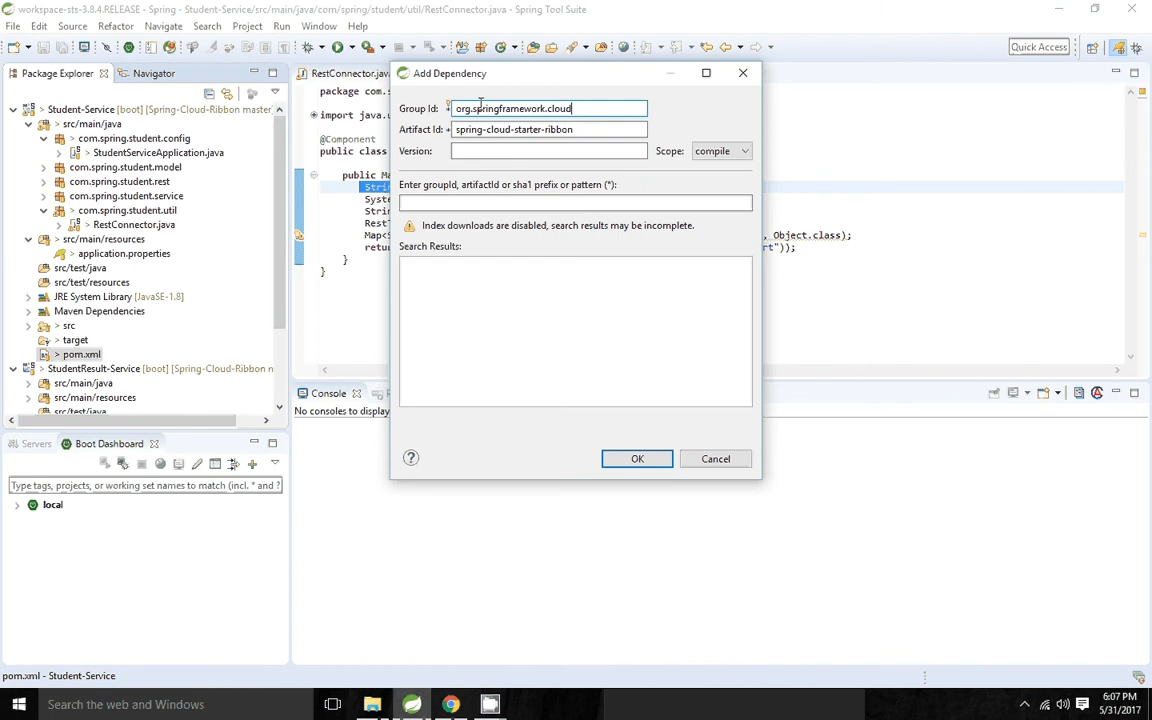 workspace-sts-3.8.4.RELEASE - Spring - Student-Service/src/main/java/com/spring/student/util/RestConnector.java - Spring Tool Suite
File Edit Source Refactor Navigate Search Project Run Window Help
Quick Access
Package Explorer Navigator
Student-Service [boot] [Spring-Cloud-Ribbon master
src/main/java
com.spring.student.config
StudentServiceApplication.java
com.spring.student.model
com.spring.student.rest
com.spring.student.service
com.spring.student.util
RestConnector.java
src/main/resources
application.properties
src/test/java
src/test/resources
JRE System Library [JavaSE-1.8]
Maven Dependencies
src
target
pom.xml
StudentResult-Service [boot] [Spring-Cloud-Ribbon n
src/main/java
src/main/resources
src/test/java
Servers Boot Dashboard
Type tags, projects, or working set names to match (incl. * and ?
local
RestConnector.java
package com.s
import java.u
@Component
public class
public Ma
Strin
Syste
Strin
RestT
Map<S , Object.class);
retur rt"));
}
}
Add Dependency
Group Id: * org.springframework.cloud
Artifact Id: * spring-cloud-starter-ribbon
Version: Scope: compile
Enter groupId, artifactId or sha1 prefix or pattern (*):
Index downloads are disabled, search results may be incomplete.
Search Results:
OK Cancel
Console
No consoles to display
pom.xml - Student-Service
Search the web and Windows
6:07 PM
5/31/2017